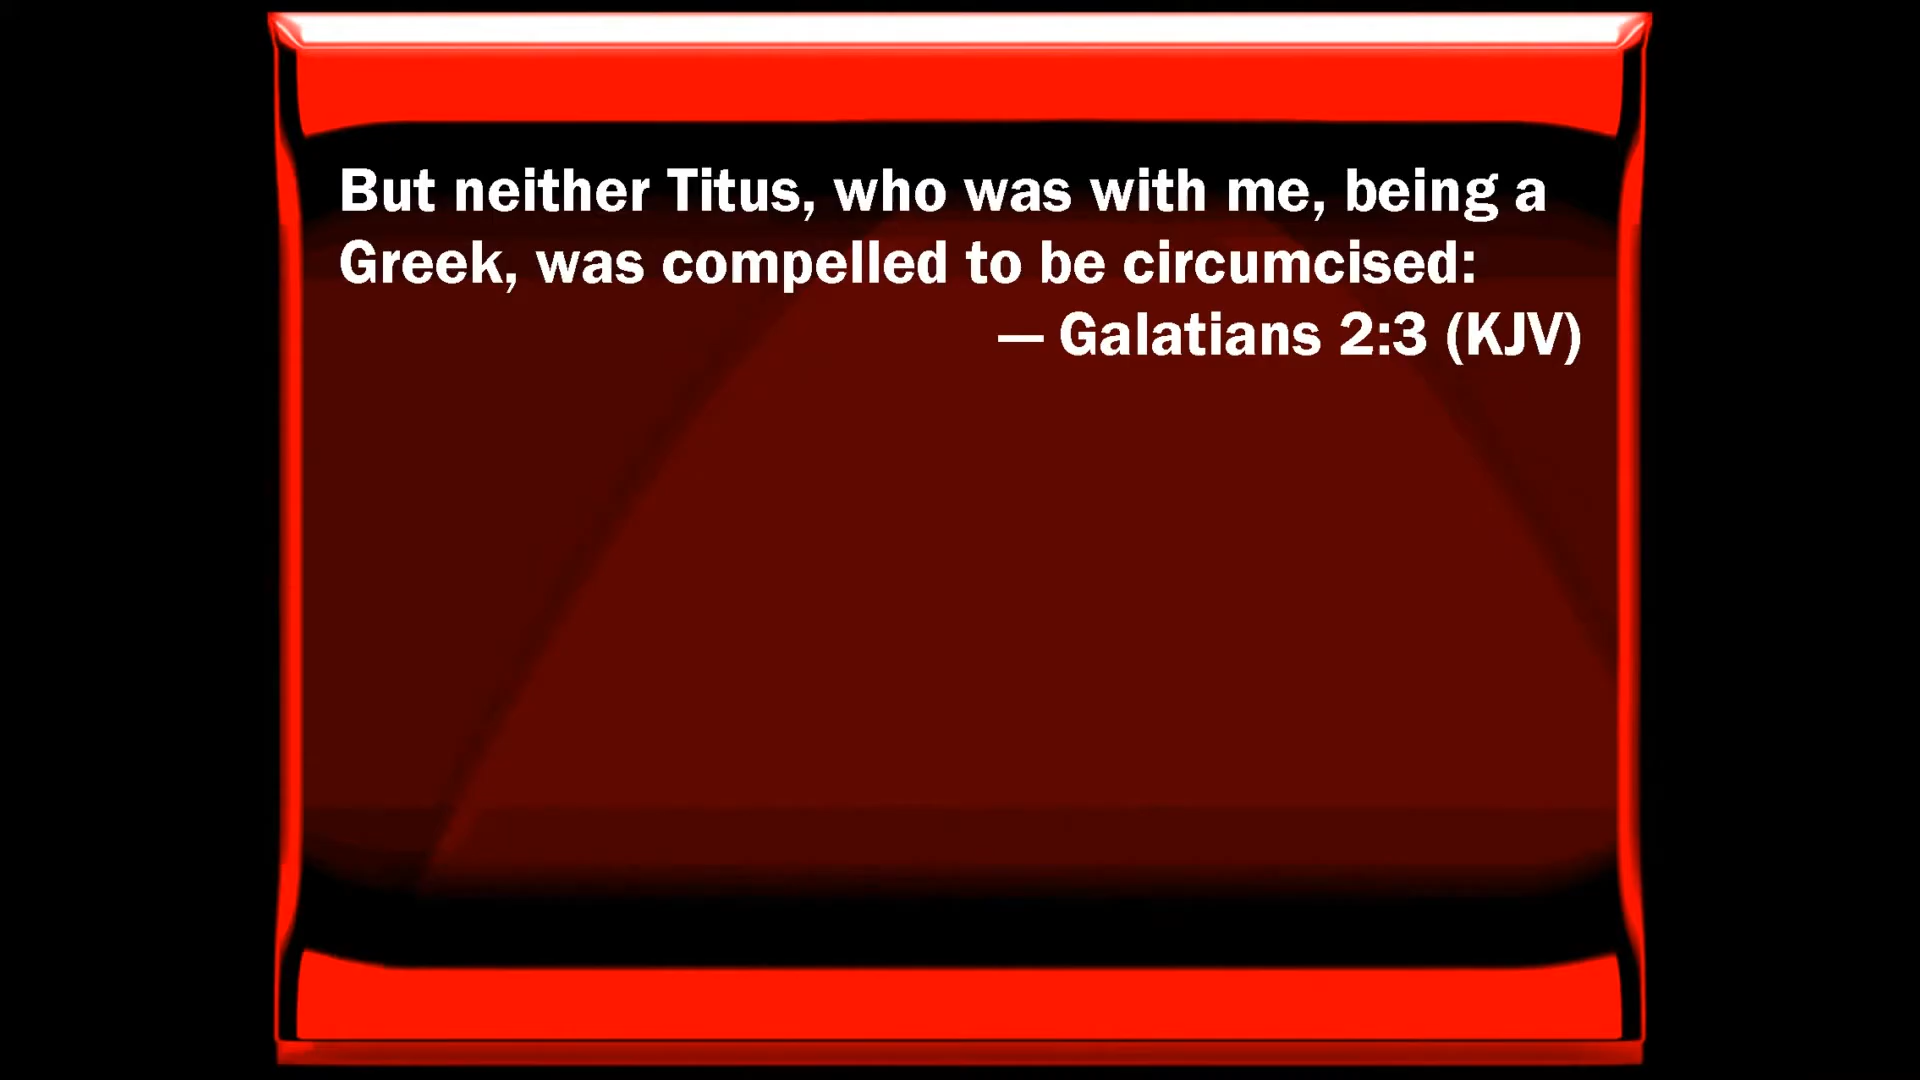 But neither Titus, who was with me, being a
Greek, was compelled to be circumcised:
— Galatians 2:3 (KJV)